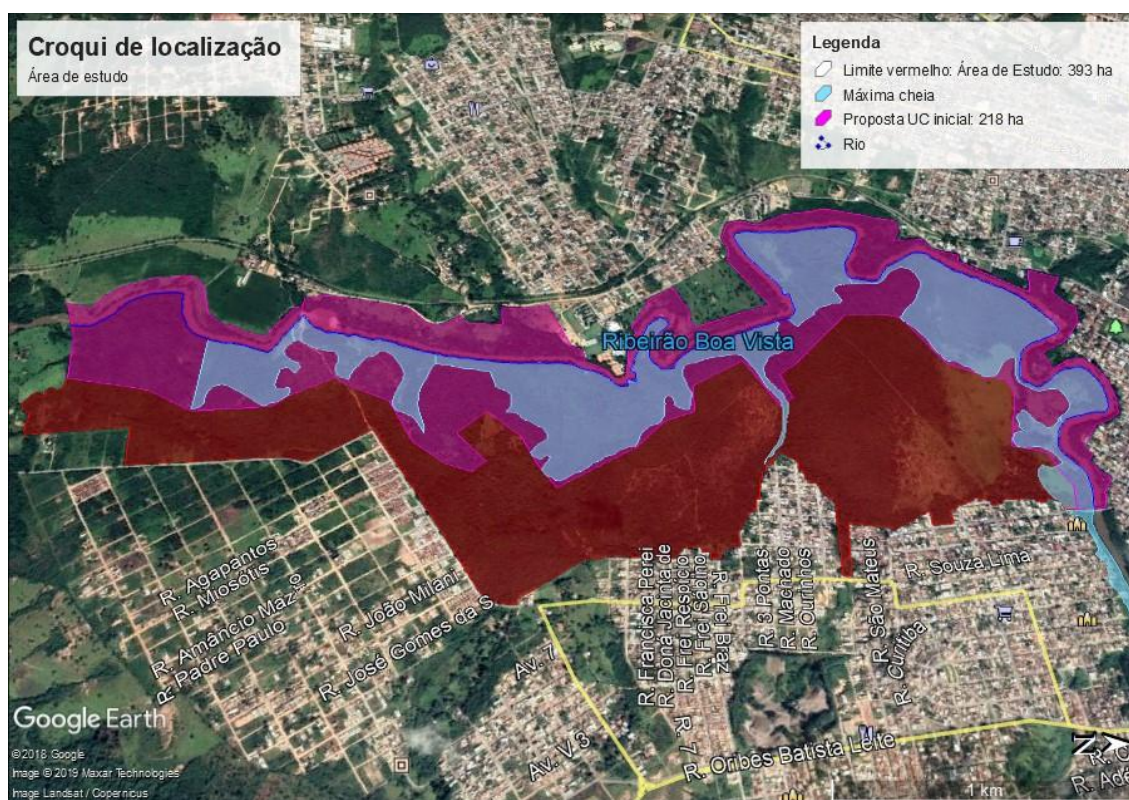 Croqui de localização
Área de estudo
Legenda
Limite vermelho: Área de Estudo: 393 ha
Máxima cheia
Proposta UC inicial: 218 ha
Rio
Ribeirão Boa Vista
R. Agapantos
R. Miosótis
R. Amâncio Mazzo
R. Padre Paulo
R. João Milani
R. José Gomes da S
Av. 7
Av. V 3
R. Francisca Perei
R. Dona Jacinta de
R. Frei Respício
R. Frei Sabino
R. Frei Braz
R. 7
R. 3 Pontas
R. Machado
R. Ourinhos
R. São Mateus
R. Curitiba
R. Souza Lima
R. Oribes Batista Leite
R. C
R. Adé
N
1 km
Google Earth
©2018 Google
Image © 2019 Maxar Technologies
Image Landsat / Copernicus